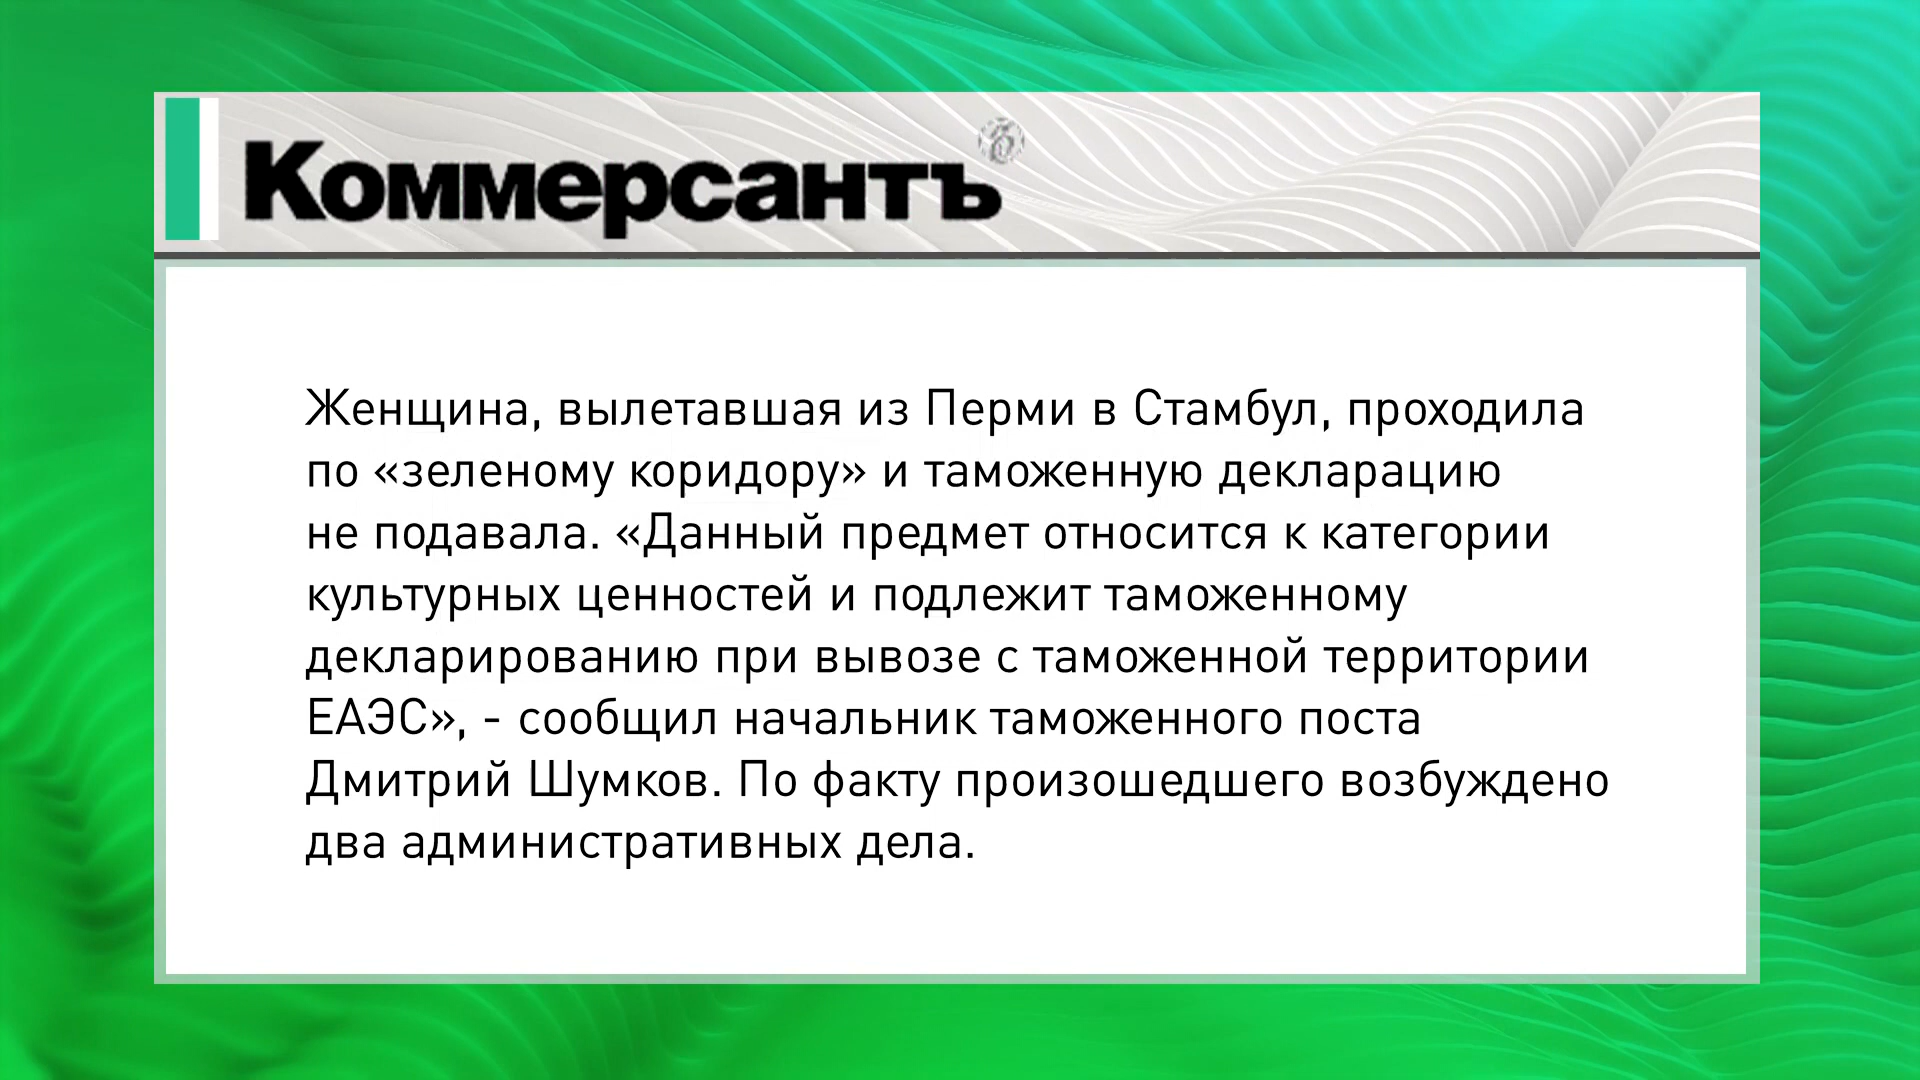 Коммерсантъ
Женщина, вылетавшая из Перми в Стамбул, проходила
по «зеленому коридору» и таможенную декларацию
не подавала. «Данный предмет относится к категории
культурных ценностей и подлежит таможенному
декларированию при вывозе с таможенной территории
ЕАЭС», - сообщил начальник таможенного поста
Дмитрий Шумков. По факту произошедшего возбуждено
два административных дела.